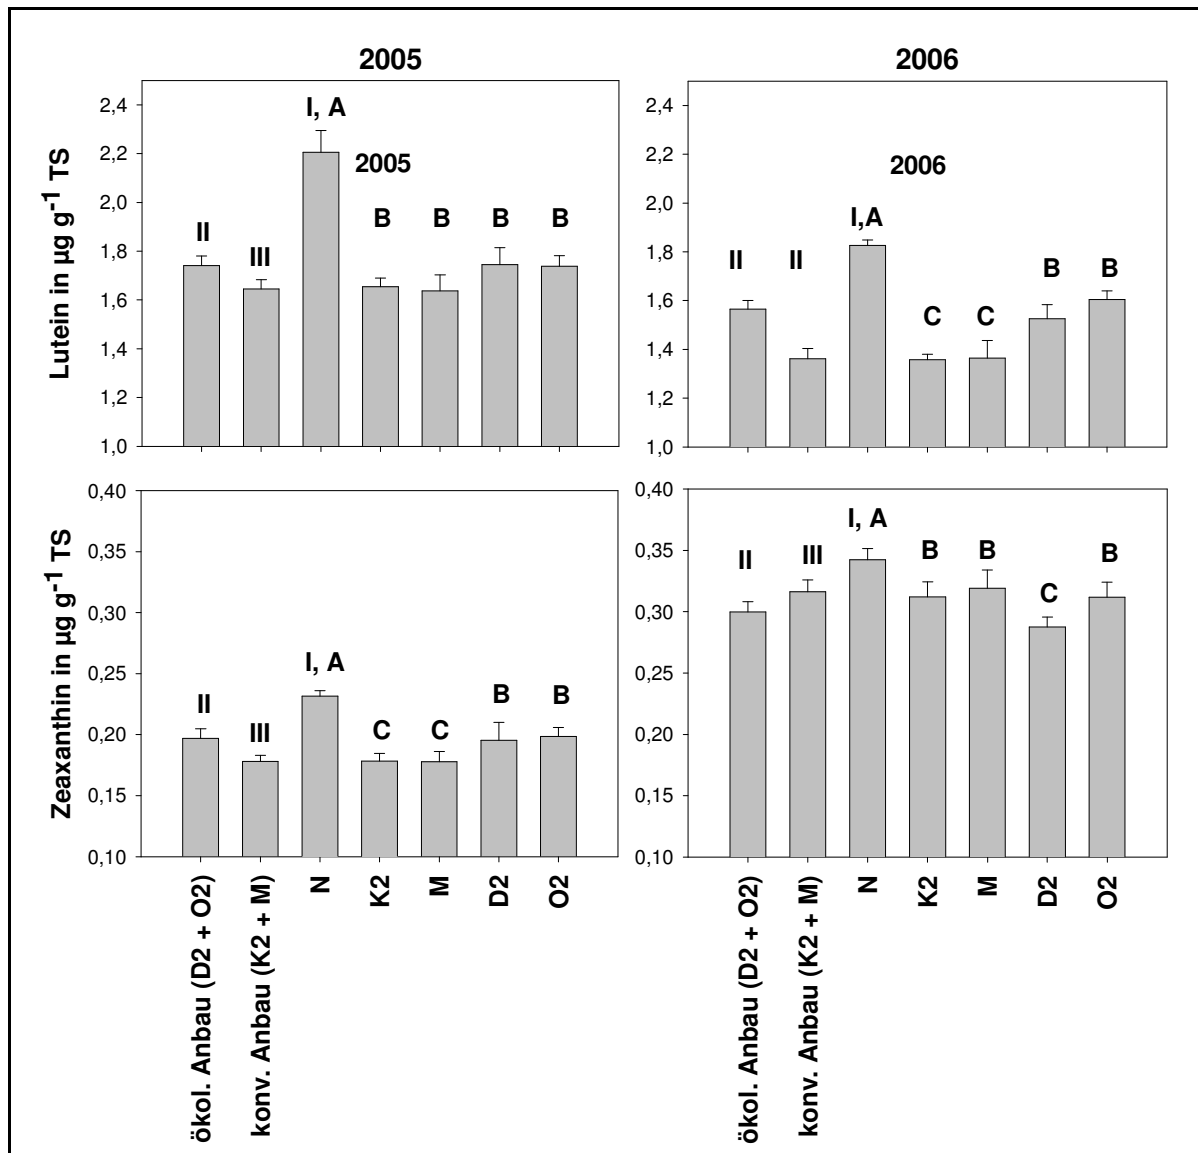 2005
2006
Lutein in µg g-1 TS
2,4
2,2
2,0
1,8
1,6
1,4
1,2
1,0
I, A
2005
II
III
B
B
B
B
2,4
2,2
2,0
1,8
1,6
1,4
1,2
1,0
2006
I,A
II
II
C
C
B
B
Zeaxanthin in µg g-1 TS
0,40
0,35
0,30
0,25
0,20
0,15
0,10
II
III
I, A
C
C
B
B
0,40
0,35
0,30
0,25
0,20
0,15
0,10
II
III
I, A
B
B
C
B
ökol. Anbau (D2 + O2)
konv. Anbau (K2 + M)
N
K2
M
D2
O2
ökol. Anbau (D2 + O2)
konv. Anbau (K2 + M)
N
K2
M
D2
O2